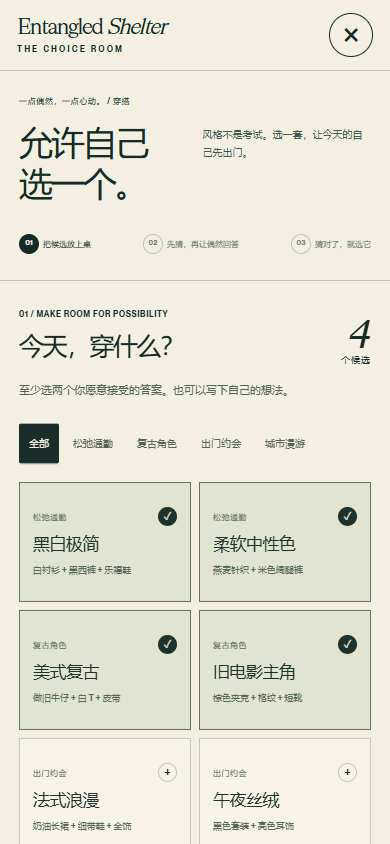 Entangled Shelter
THE CHOICE ROOM
一点偶然，一点心动。 / 穿搭
允许自己
选一个。
风格不是考试。选一套，让今天的自
己先出门。
01 把候选放上桌
02 先猜，再让偶然回答
03 猜对了，就选它
01 / MAKE ROOM FOR POSSIBILITY
今天，穿什么？
4
个候选
至少选两个你愿意接受的答案。也可以写下自己的想法。
全部 松弛通勤 复古角色 出门约会 城市漫游
松弛通勤
黑白极简
白衬衫 + 黑西裤 + 乐福鞋
松弛通勤
柔软中性色
燕麦针织 + 米色阔腿裤
复古角色
美式复古
做旧牛仔 + 白 T + 皮带
复古角色
旧电影主角
棕色夹克 + 格纹 + 短靴
出门约会
法式浪漫
奶油长裙 + 细带鞋 + 金饰
出门约会
午夜丝绒
黑色套装 + 亮色耳饰